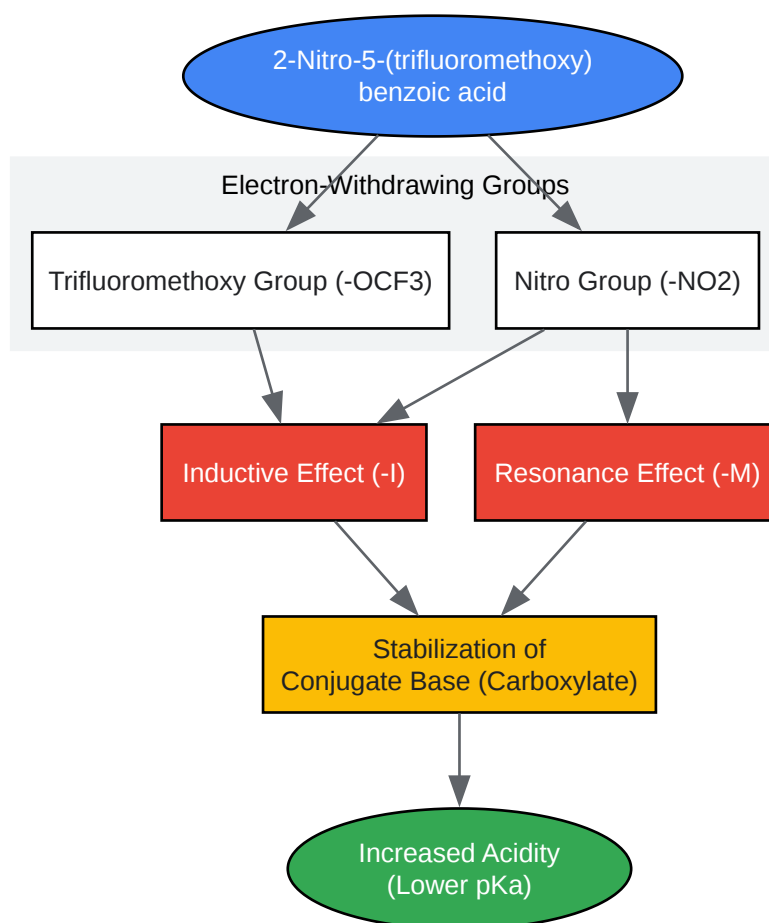 2-Nitro-5-(trifluoromethoxy)
benzoic acid
Electron-Withdrawing Groups
Trifluoromethoxy Group (-OCF3)
Nitro Group (-NO2)
Inductive Effect (-I)
Resonance Effect (-M)
Stabilization of
Conjugate Base (Carboxylate)
Increased Acidity
(Lower pKa)